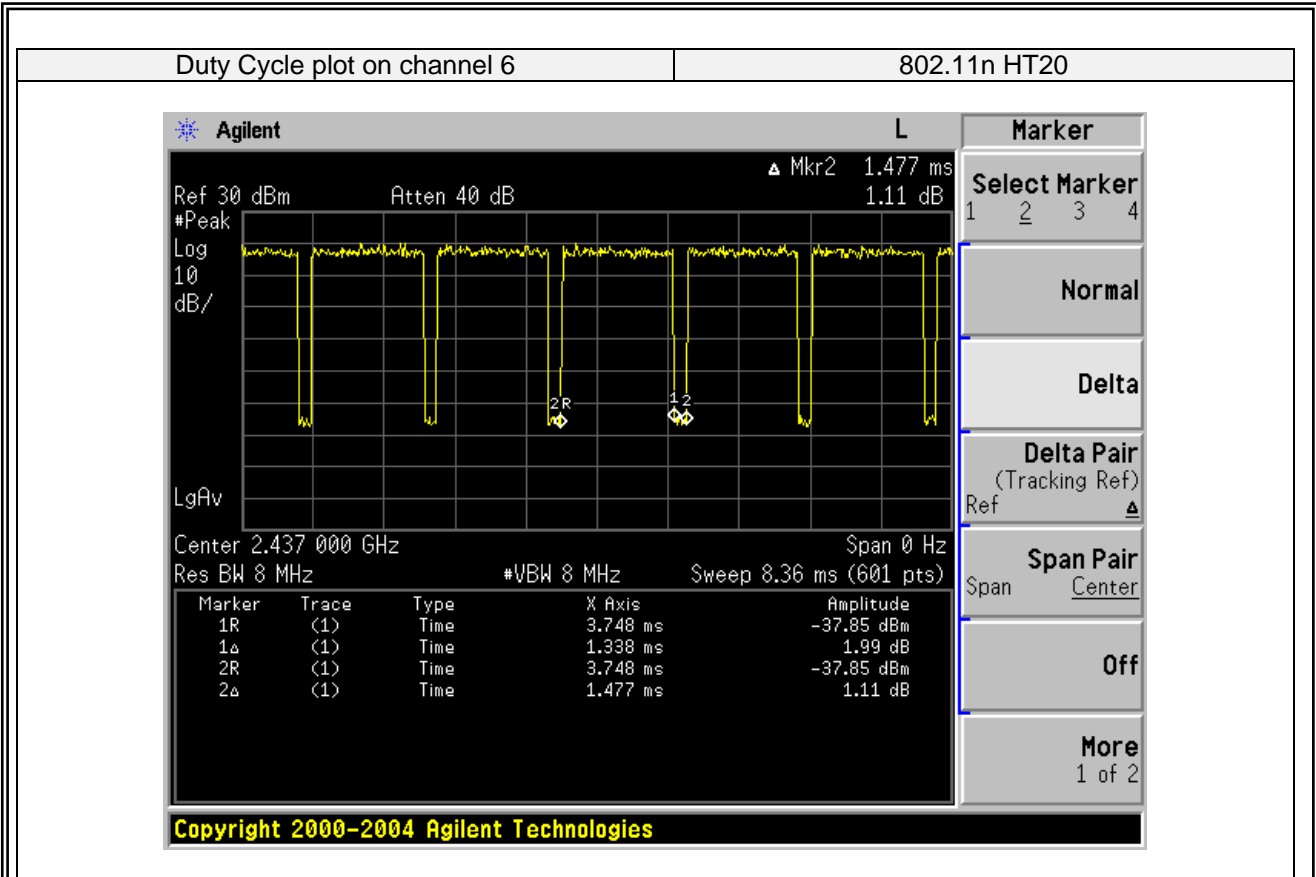 Duty Cycle plot on channel 6 802.11n HT20
Agilent L
Δ Mkr2 1.477 ms
Ref 30 dBm Atten 40 dB 1.11 dB
#Peak
Log
10
dB/
2R 1 2
LgAv
Center 2.437 000 GHz Span 0 Hz
Res BW 8 MHz #VBW 8 MHz Sweep 8.36 ms (601 pts)
Marker Trace Type X Axis Amplitude
1R (1) Time 3.748 ms -37.85 dBm
1Δ (1) Time 1.338 ms 1.99 dB
2R (1) Time 3.748 ms -37.85 dBm
2Δ (1) Time 1.477 ms 1.11 dB
Marker
Select Marker
1 2 3 4
Normal
Delta
Delta Pair
(Tracking Ref)
Ref Δ
Span Pair
Span Center
Off
More
1 of 2
Copyright 2000-2004 Agilent Technologies